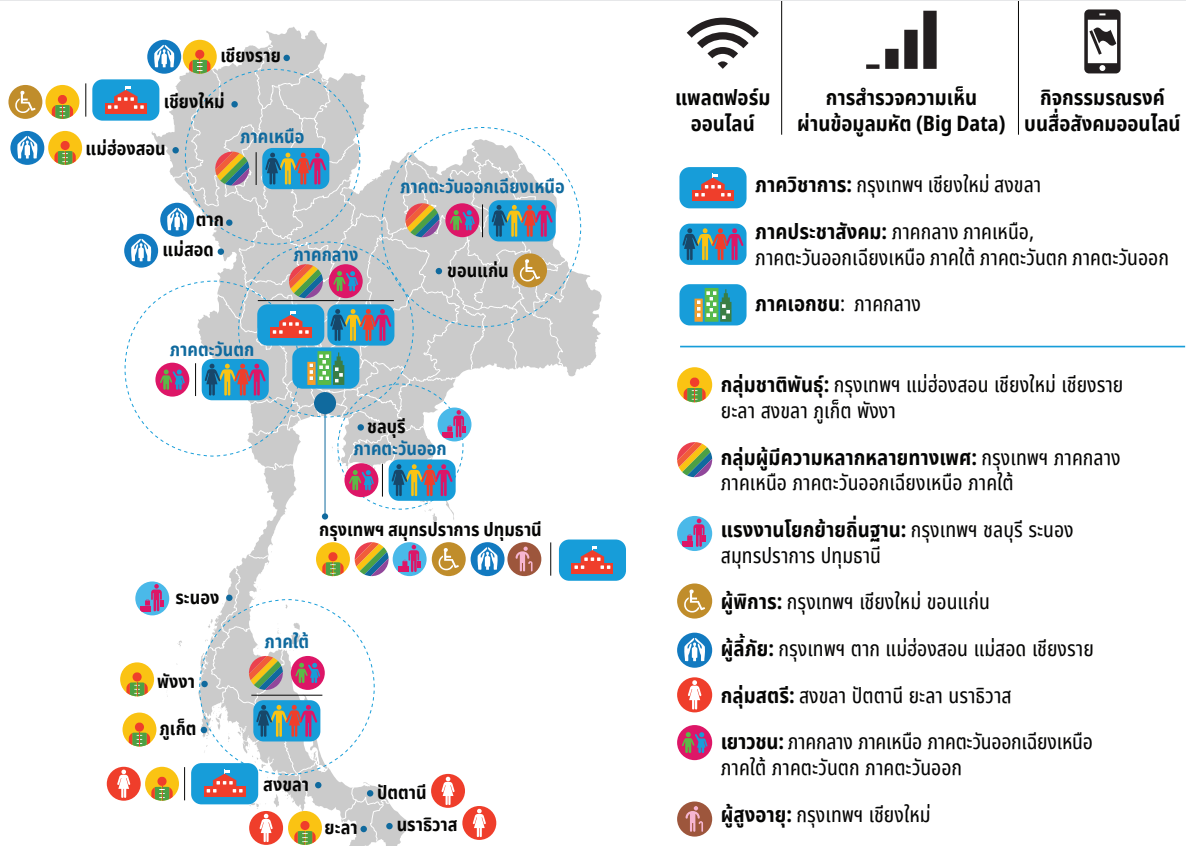 เชียงราย
เชียงใหม่
แม่ฮ่องสอน
ภาคเหนือ
ตาก
แม่สอด
ภาคตะวันออกเฉียงเหนือ
ขอนแก่น
ภาคกลาง
ภาคตะวันตก
ชลบุรี
ภาคตะวันออก
กรุงเทพฯ สมุทรปราการ ปทุมธานี
ระนอง
ภาคใต้
พังงา
ภูเก็ต
สงขลา
ปัตตานี
ยะลา
นราธิวาส
แพลตฟอร์ม
ออนไลน์
การสำรวจความเห็น
ผ่านข้อมูลมหัต (Big Data)
กิจกรรมรณรงค์
บนสื่อสังคมออนไลน์
ภาควิชาการ: กรุงเทพฯ เชียงใหม่ สงขลา
ภาคประชาสังคม: ภาคกลาง ภาคเหนือ,
ภาคตะวันออกเฉียงเหนือ ภาคใต้ ภาคตะวันตก ภาคตะวันออก
ภาคเอกชน: ภาคกลาง
กลุ่มชาติพันธุ์: กรุงเทพฯ แม่ฮ่องสอน เชียงใหม่ เชียงราย
ยะลา สงขลา ภูเก็ต พังงา
กลุ่มผู้มีความหลากหลายทางเพศ: กรุงเทพฯ ภาคกลาง
ภาคเหนือ ภาคตะวันออกเฉียงเหนือ ภาคใต้
แรงงานโยกย้ายถิ่นฐาน: กรุงเทพฯ ชลบุรี ระนอง
สมุทรปราการ ปทุมธานี
ผู้พิการ: กรุงเทพฯ เชียงใหม่ ขอนแก่น
ผู้ลี้ภัย: กรุงเทพฯ ตาก แม่ฮ่องสอน แม่สอด เชียงราย
กลุ่มสตรี: สงขลา ปัตตานี ยะลา นราธิวาส
เยาวชน: ภาคกลาง ภาคเหนือ ภาคตะวันออกเฉียงเหนือ
ภาคใต้ ภาคตะวันตก ภาคตะวันออก
ผู้สูงอายุ: กรุงเทพฯ เชียงใหม่